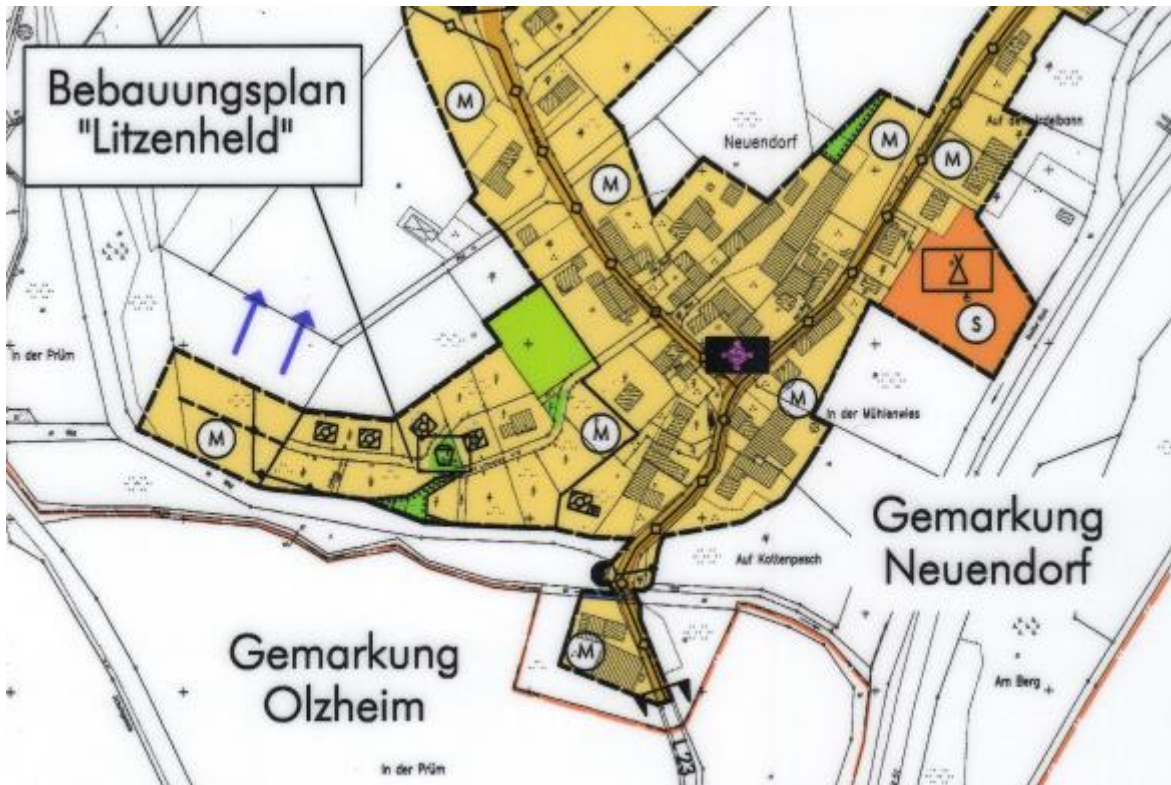 Bebauungsplan
"Litzenheld"
M
M
Neuendorf
M
M
S
In der Prüm
M
M
M
In der Mühlenwies
Gemarkung
Neuendorf
Auf Kottenpesch
M
Gemarkung
Olzheim
Am Berg
In der Prüm
L 23